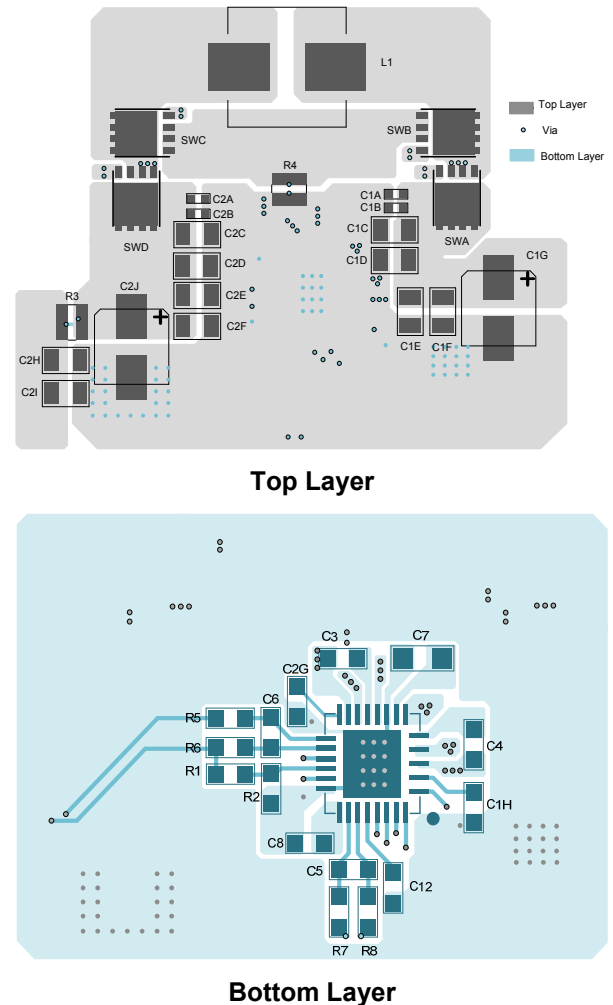 L1
Top Layer
Via
Bottom Layer
SWC
SWB
R4
SWD
SWA
C2A
C2B
C2C
C2D
C2E
C2F
C1A
C1B
C1C
C1D
C1G
+
C1E
C1F
R3
C2J
+
C2H
C2I
Top Layer
C3
C7
C2G
C6
R5
R6
R1
R2
C4
C1H
C8
C5
C12
R7
R8
Bottom Layer